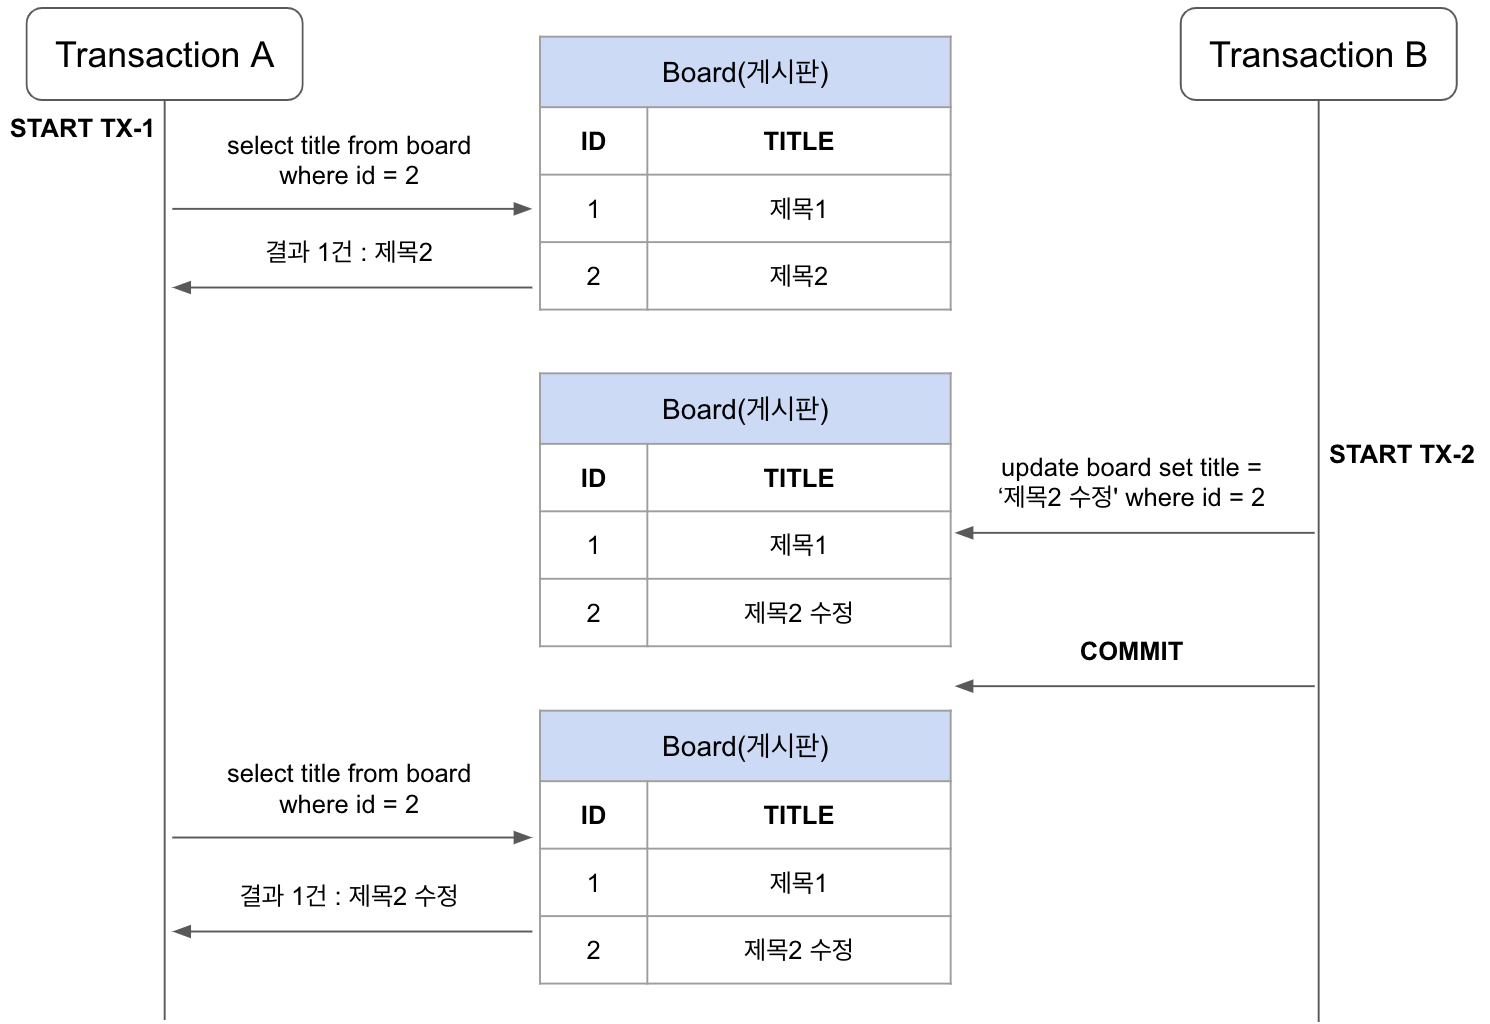 Transaction A
Transaction B
START TX-1
select title from board
where id = 2
결과 1건 : 제목2
Board(게시판)
ID TITLE
1 제목1
2 제목2
Board(게시판)
ID TITLE
1 제목1
2 제목2 수정
START TX-2
update board set title =
‘제목2 수정' where id = 2
COMMIT
select title from board
where id = 2
결과 1건 : 제목2 수정
Board(게시판)
ID TITLE
1 제목1
2 제목2 수정